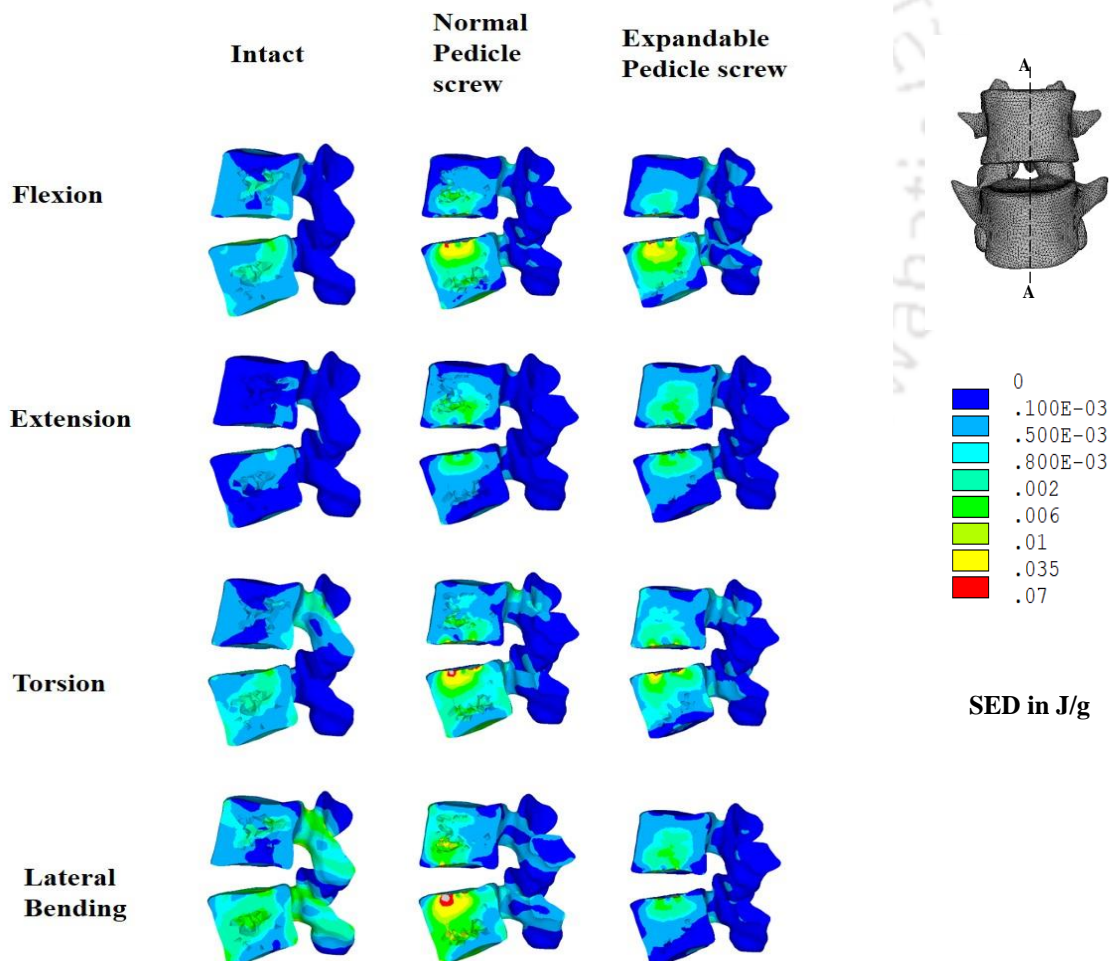 Intact
Normal
Pedicle
screw
Expandable
Pedicle screw
A
A
Flexion
Extension
Torsion
Lateral
Bending
0
.100E-03
.500E-03
.800E-03
.002
.006
.01
.035
.07
SED in J/g